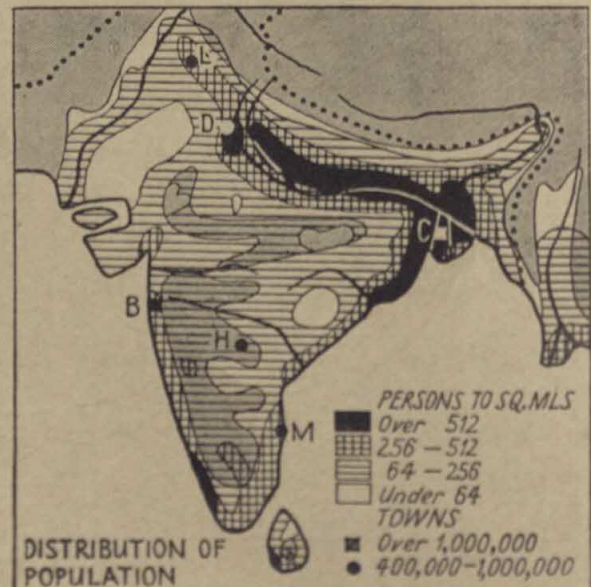 L
D
C
B
H
M
PERSONS TO SQ.MLS
Over 512
256 – 512
64 – 256
Under 64
TOWNS
Over 1,000,000
400,000-1,000,000
DISTRIBUTION OF
POPULATION